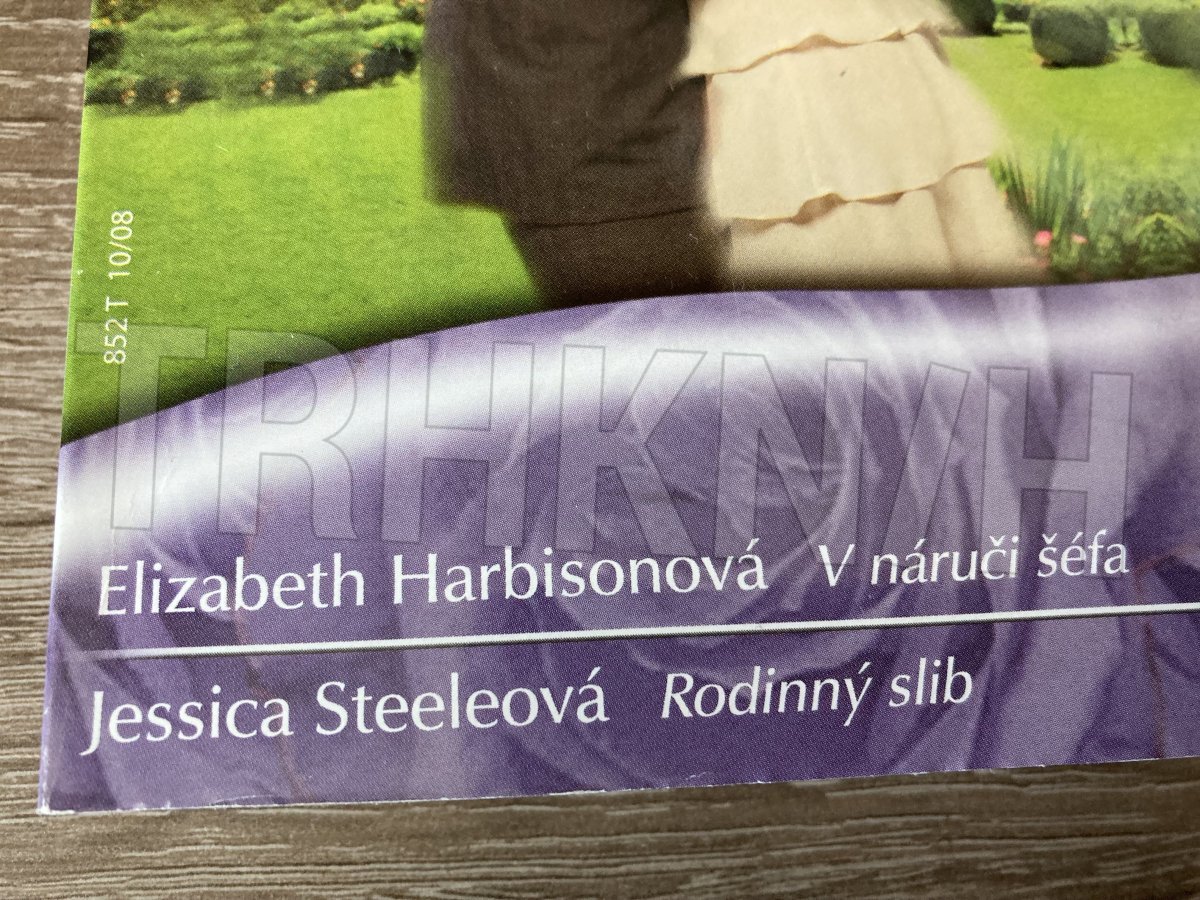 852 T 10/08
TRHKNIH
Elizabeth Harbisonová V náruči šéfa
Jessica Steeleová Rodinný slib